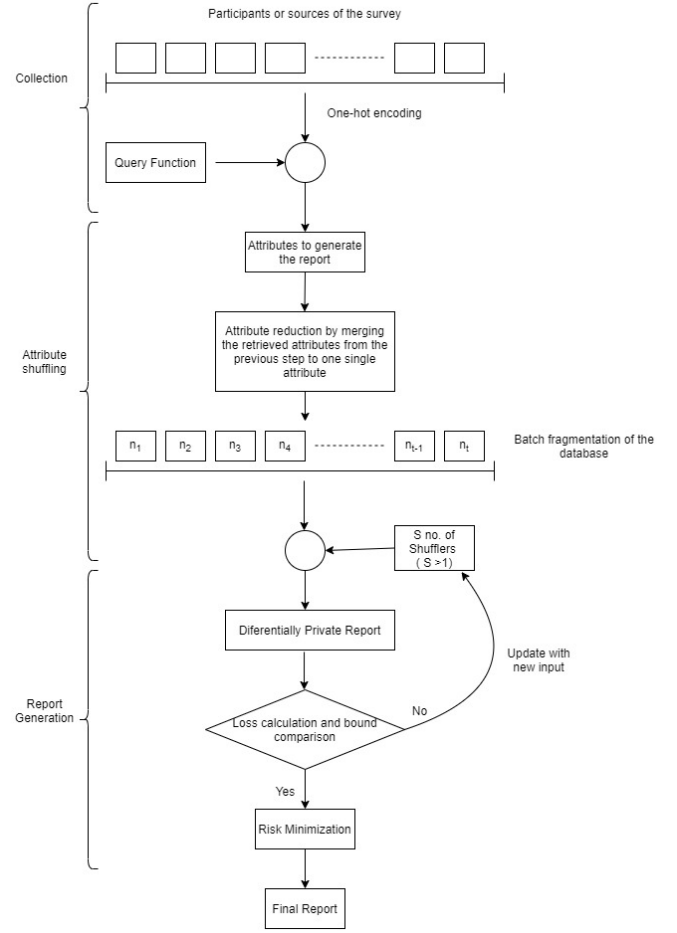 Participants or sources of the survey
Collection
One-hot encoding
Query Function
Attributes to generate
the report
Attribute reduction by merging
the retrieved attributes from the
previous step to one single
attribute
Attribute
shuffling
n₁ n₂ n₃ n₄ nₜ₋₁ nₜ
Batch fragmentation of the
database
S no. of
Shufflers
( S >1)
Diferentially Private Report
Update with
new input
Report
Generation
No
Loss calculation and bound
comparison
Yes
Risk Minimization
Final Report